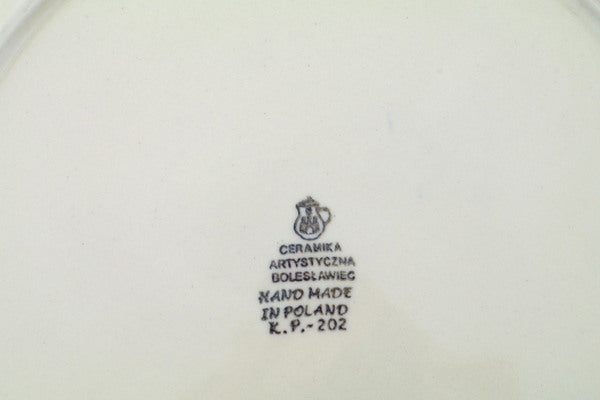 CERAMIKA
ARTYSTYCZNA
BOLESŁAWIEC
HAND MADE
IN POLAND
K.P.-202